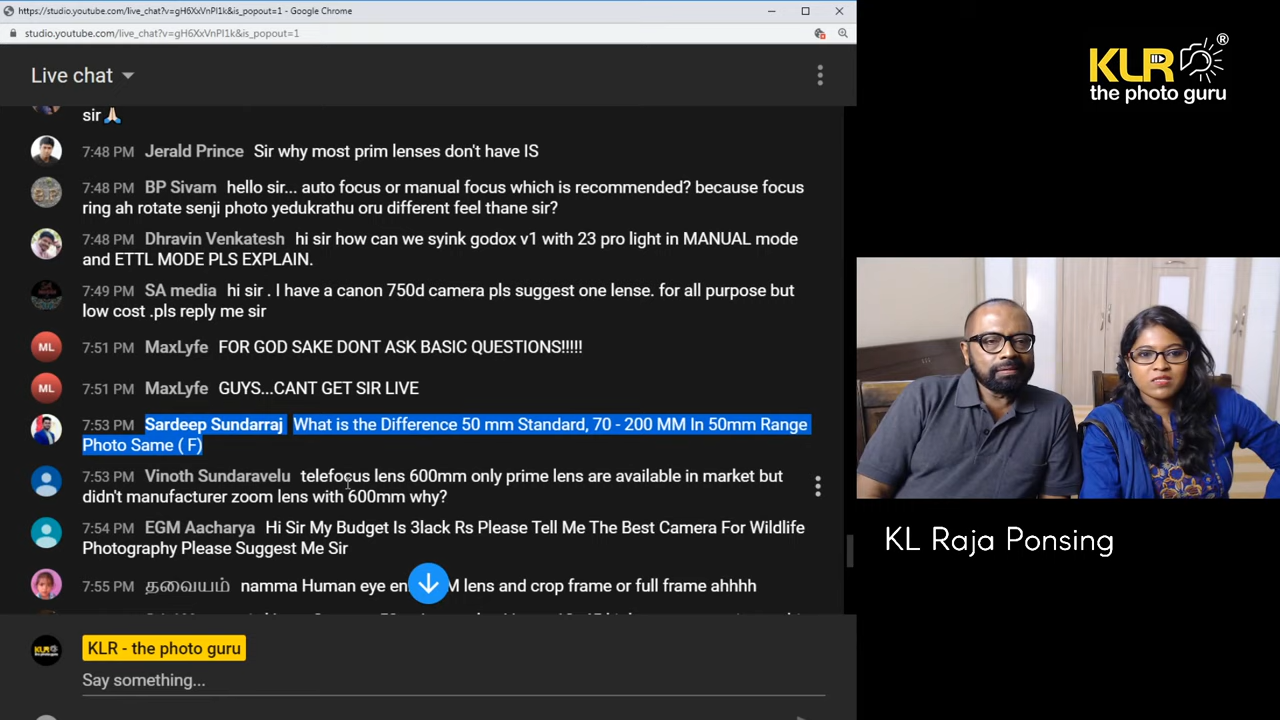 https://studio.youtube.com/live_chat?v=gH6XxVnPl1k&is_popout=1 - Google Chrome
studio.youtube.com/live_chat?v=gH6XxVnPl1k&is_popout=1
Live chat
sir🙏🏻
7:48 PM Jerald Prince Sir why most prim lenses don't have IS
7:48 PM BP Sivam hello sir... auto focus or manual focus which is recommended? because focus
ring ah rotate senji photo yedukrathu oru different feel thane sir?
7:48 PM Dhravin Venkatesh hi sir how can we syink godox v1 with 23 pro light in MANUAL mode
and ETTL MODE PLS EXPLAIN.
7:49 PM SA media hi sir . I have a canon 750d camera pls suggest one lense. for all purpose but
low cost .pls reply me sir
ML 7:51 PM MaxLyfe FOR GOD SAKE DONT ASK BASIC QUESTIONS!!!!!
ML 7:51 PM MaxLyfe GUYS...CANT GET SIR LIVE
7:53 PM Sardeep Sundarraj What is the Difference 50 mm Standard, 70 - 200 MM In 50mm Range
Photo Same ( F)
7:53 PM Vinoth Sundaravelu telefocus lens 600mm only prime lens are available in market but
didn't manufacturer zoom lens with 600mm why?
7:54 PM EGM Aacharya Hi Sir My Budget Is 3lack Rs Please Tell Me The Best Camera For Wildlife
Photography Please Suggest Me Sir
7:55 PM தவையம் namma Human eye lens and crop frame or full frame ahhhh
KLR - the photo guru
Say something...
KLR ®
the photo guru
KL Raja Ponsing